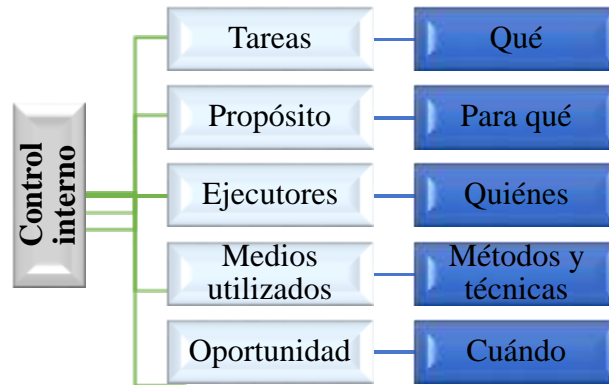 Control
interno
Tareas
Qué
Propósito
Para qué
Ejecutores
Quiénes
Medios
utilizados
Métodos y
técnicas
Oportunidad
Cuándo